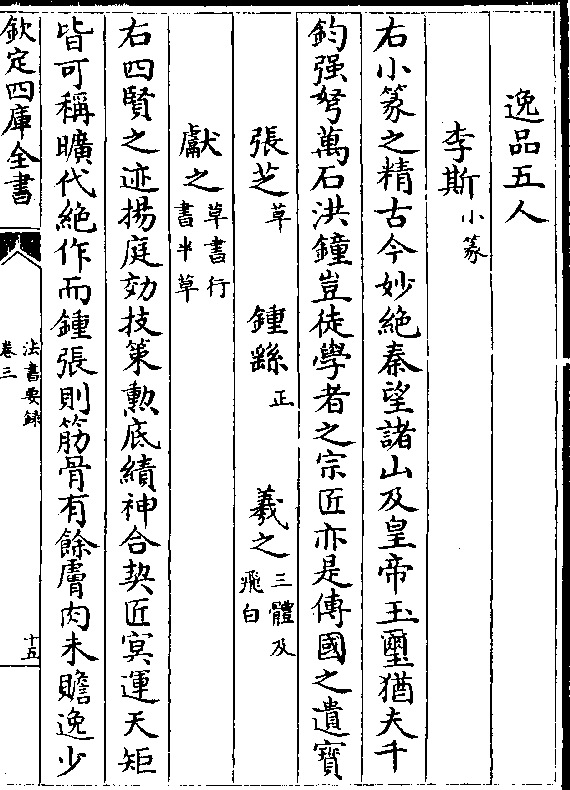 逸品五人
李斯小篆
右小篆之精古今妙絶秦望諸山及皇帝玉璽猶夫千
鈞强弩萬石洪鐘豈徒學者之宗匠亦是傳國之遺寶
張芝草 鍾繇正 羲之三體及飛白
獻之草書行書半草
右四賢之迹揚庭効技策勲底績神合契匠冥運天矩
皆可稱曠代絶作而鍾張則筋骨有餘膚肉未贍逸少
欽定四庫全書
法書要録
卷三
十五